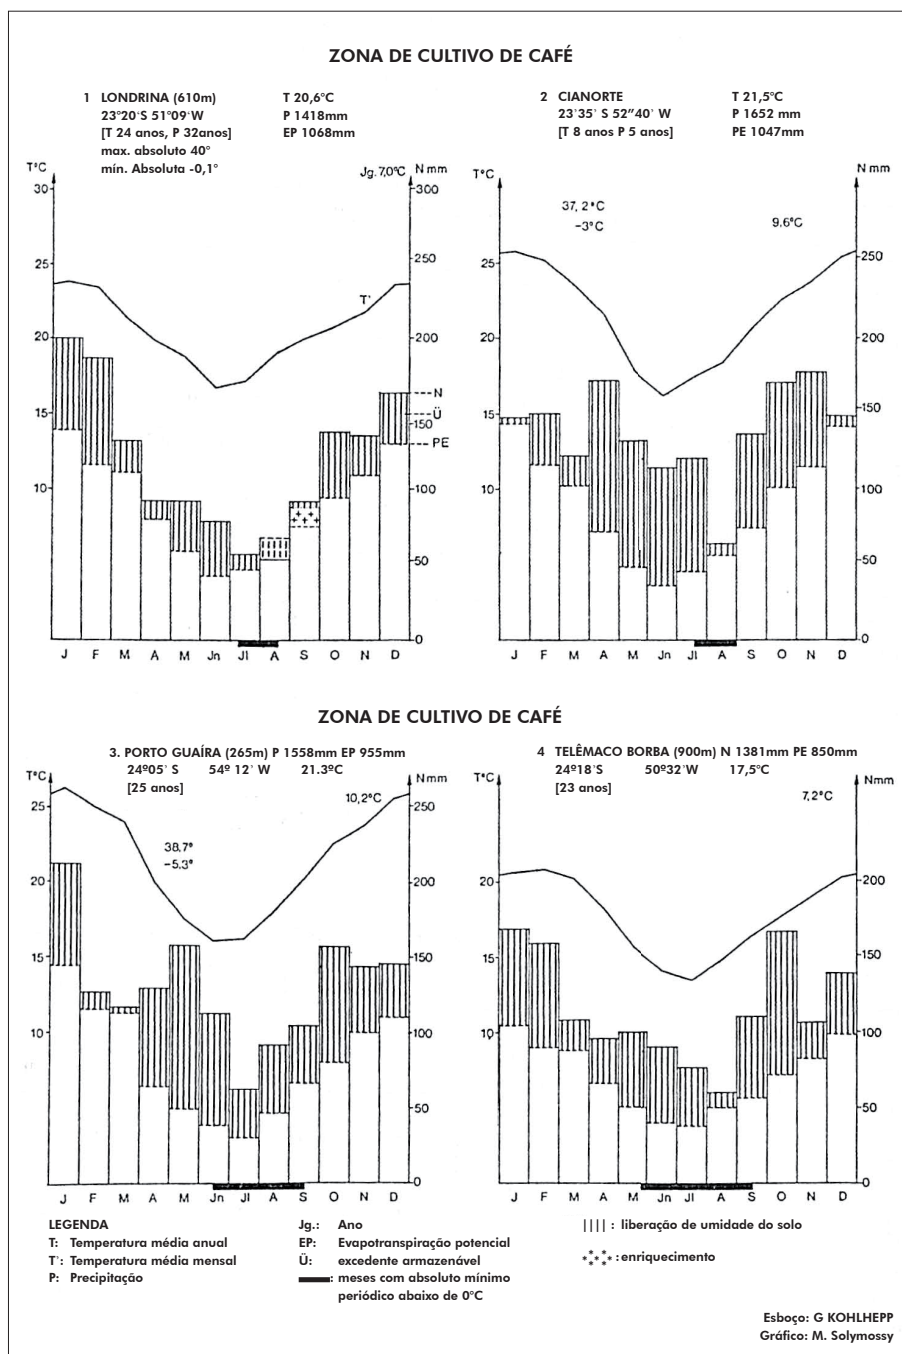 ZONA DE CULTIVO DE CAFÉ
1 LONDRINA (610m) T 20,6°C
23°20'S 51°09'W P 1418mm
[T 24 anos, P 32anos] EP 1068mm
max. absoluto 40°
mín. Absoluta -0,1°
T°C Jg. 7,0°C N mm
30 300
25 250
T'
20 200
N
15 Ü
150
PE
10 100
50
0
J F M A M Jn Jl A S O N D
2 CIANORTE T 21,5°C
23'35' S 52"40' W P 1652 mm
[T 8 anos P 5 anos] PE 1047mm
T°C N mm
37,2°C
-3°C 9.6°C
25 250
20 200
15 150
10 100
50
0
J F M A M Jn Jl A S O N D
ZONA DE CULTIVO DE CAFÉ
3. PORTO GUAÍRA (265m) P 1558mm EP 955mm
24º05' S 54º 12' W 21.3ºC
[25 anos]
T°C Nmm
10,2°C
25 250
38.7°
-5.3°
20 200
15 150
10 100
50
0
J F M A M Jn Jl A S O N D
4 TELÊMACO BORBA (900m) N 1381mm PE 850mm
24º18'S 50º32'W 17,5ºC
[23 anos]
T°C Nmm
7.2°C
25 250
20 200
15 150
10 100
50
0
J F M A M Jn Jl A S O N D
LEGENDA
T: Temperatura média anual
T': Temperatura média mensal
P: Precipitação
Jg.: Ano
EP: Evapotranspiração potencial
Ü: excedente armazenável
: meses com absoluto mínimo
periódico abaixo de 0°C
: liberação de umidade do solo
: enriquecimento
Esboço: G KOHLHEPP
Gráfico: M. Solymossy